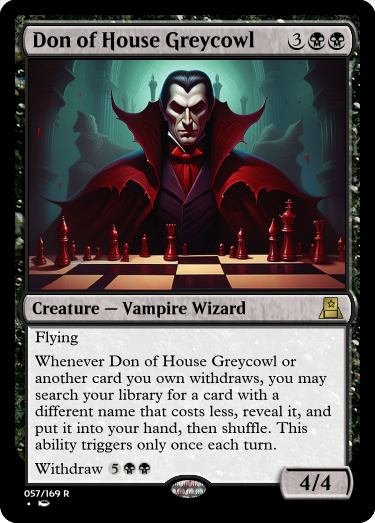 Don of House Greycowl 3
Creature — Vampire Wizard
Flying
Whenever Don of House Greycowl or
another card you own withdraws, you may
search your library for a card with a
different name that costs less, reveal it, and
put it into your hand, then shuffle. This
ability triggers only once each turn.
Withdraw 5
4/4
057/169 R